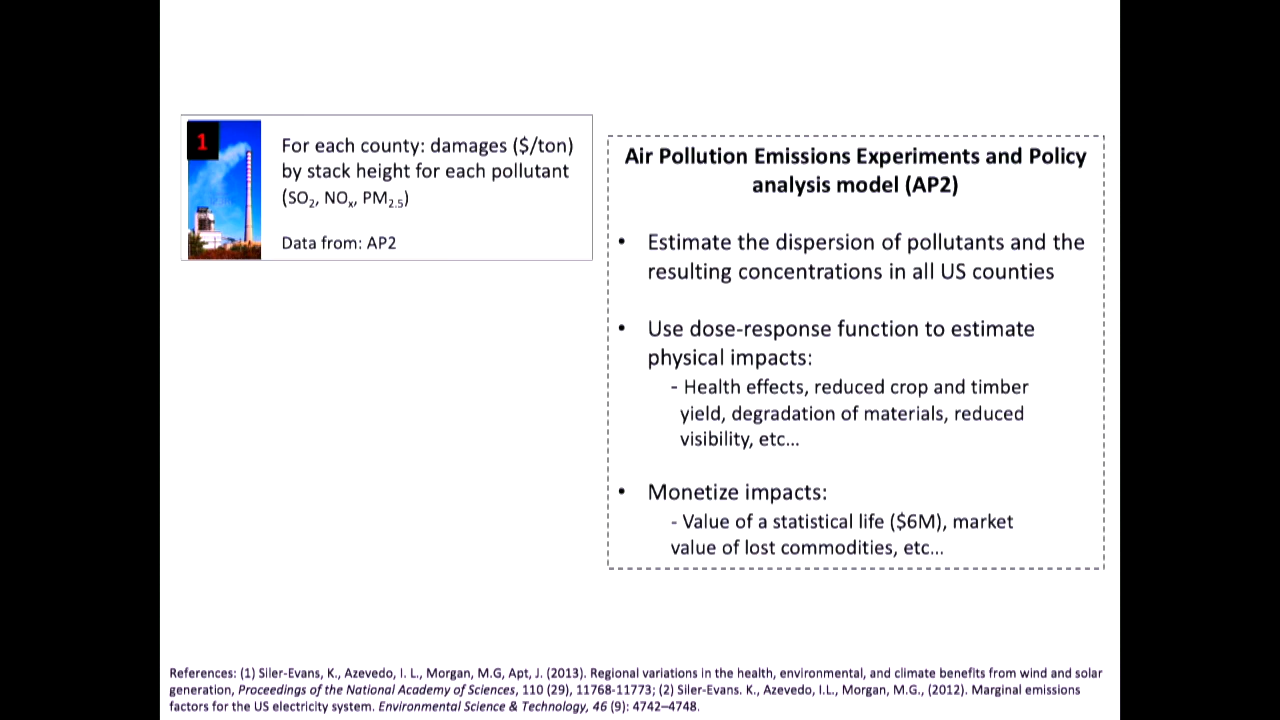 1
For each county: damages ($/ton)
by stack height for each pollutant
(SO₂, NOₓ, PM₂.₅)
Data from: AP2
Air Pollution Emissions Experiments and Policy
analysis model (AP2)
• Estimate the dispersion of pollutants and the
resulting concentrations in all US counties
• Use dose-response function to estimate
physical impacts:
- Health effects, reduced crop and timber
yield, degradation of materials, reduced
visibility, etc...
• Monetize impacts:
- Value of a statistical life ($6M), market
value of lost commodities, etc...
References: (1) Siler-Evans, K., Azevedo, I. L., Morgan, M.G, Apt, J. (2013). Regional variations in the health, environmental, and climate benefits from wind and solar
generation, Proceedings of the National Academy of Sciences, 110 (29), 11768-11773; (2) Siler-Evans. K., Azevedo, I.L., Morgan, M.G., (2012). Marginal emissions
factors for the US electricity system. Environmental Science & Technology, 46 (9): 4742–4748.